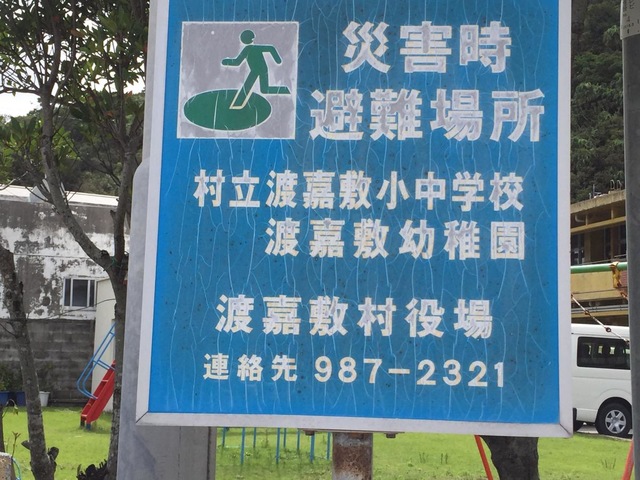 災害時
避難場所
村立渡嘉敷小中学校
渡嘉敷幼稚園
渡嘉敷村役場
連絡先 987-2321